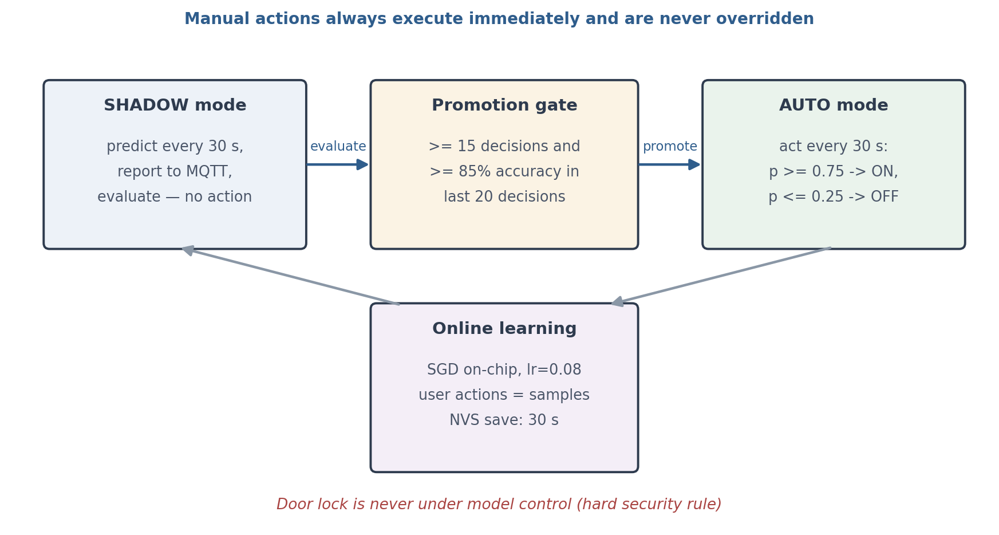 Manual actions always execute immediately and are never overridden
SHADOW mode
predict every 30 s,
report to MQTT,
evaluate — no action
evaluate
Promotion gate
>= 15 decisions and
>= 85% accuracy in
last 20 decisions
promote
AUTO mode
act every 30 s:
p >= 0.75 -> ON,
p <= 0.25 -> OFF
Online learning
SGD on-chip, lr=0.08
user actions = samples
NVS save: 30 s
Door lock is never under model control (hard security rule)